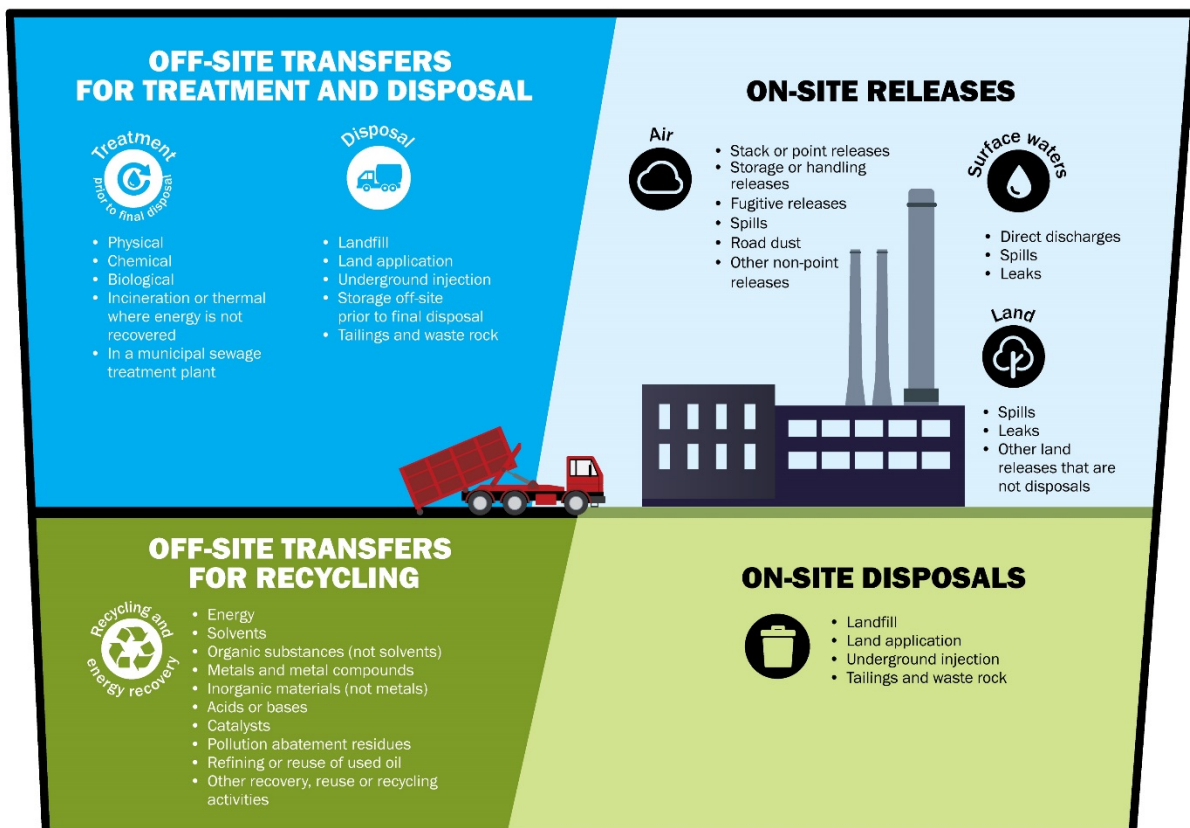 OFF-SITE TRANSFERS
FOR TREATMENT AND DISPOSAL
Treatment
prior to final disposal
• Physical
• Chemical
• Biological
• Incineration or thermal
where energy is not
recovered
• In a municipal sewage
treatment plant
Disposal
• Landfill
• Land application
• Underground injection
• Storage off-site
prior to final disposal
• Tailings and waste rock
ON-SITE RELEASES
Air
• Stack or point releases
• Storage or handling
releases
• Fugitive releases
• Spills
• Road dust
• Other non-point
releases
Surface waters
• Direct discharges
• Spills
• Leaks
Land
• Spills
• Leaks
• Other land
releases that are
not disposals
OFF-SITE TRANSFERS
FOR RECYCLING
Recycling and
energy recovery
• Energy
• Solvents
• Organic substances (not solvents)
• Metals and metal compounds
• Inorganic materials (not metals)
• Acids or bases
• Catalysts
• Pollution abatement residues
• Refining or reuse of used oil
• Other recovery, reuse or recycling
activities
ON-SITE DISPOSALS
• Landfill
• Land application
• Underground injection
• Tailings and waste rock